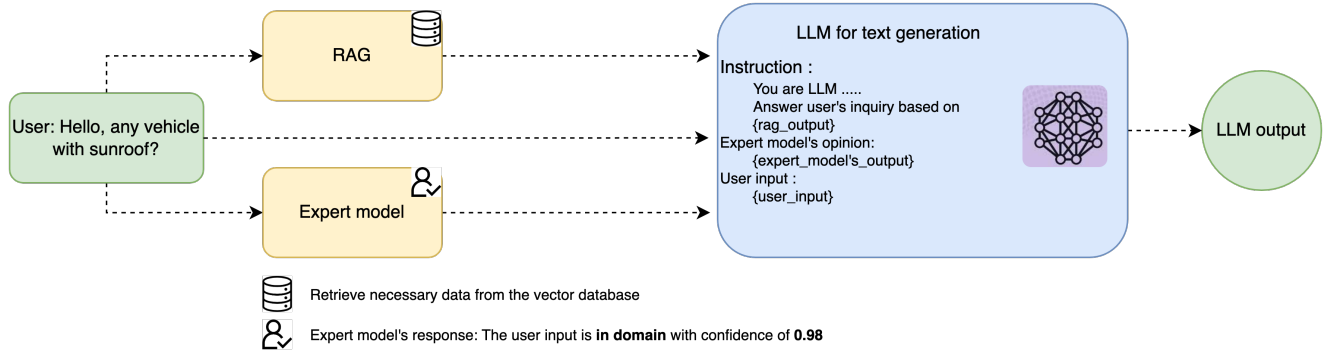 RAG
User: Hello, any vehicle
with sunroof?
Expert model
LLM for text generation
Instruction :
You are LLM .....
Answer user's inquiry based on
{rag_output}
Expert model's opinion:
{expert_model's_output}
User input :
{user_input}
LLM output
Retrieve necessary data from the vector database
Expert model's response: The user input is in domain with confidence of 0.98